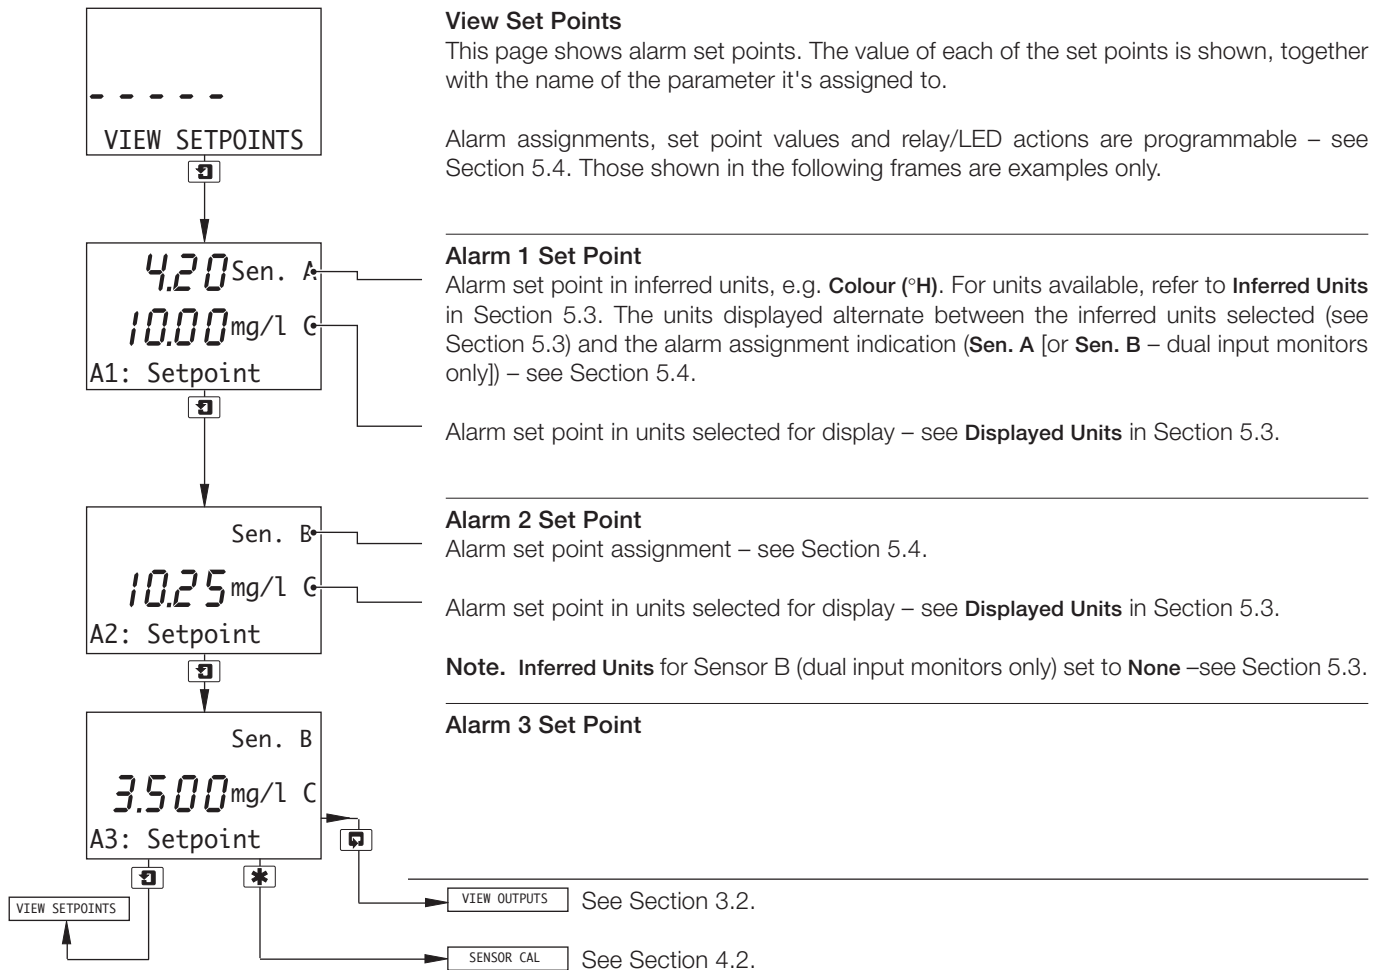 View Set Points
This page shows alarm set points. The value of each of the set points is shown, together
with the name of the parameter it's assigned to.
- - - - -
VIEW SETPOINTS
Alarm assignments, set point values and relay/LED actions are programmable – see
Section 5.4. Those shown in the following frames are examples only.
4.20 Sen. A
10.00 mg/l C
A1: Setpoint
Alarm 1 Set Point
Alarm set point in inferred units, e.g. Colour (°H). For units available, refer to Inferred Units
in Section 5.3. The units displayed alternate between the inferred units selected (see
Section 5.3) and the alarm assignment indication (Sen. A [or Sen. B – dual input monitors
only]) – see Section 5.4.
Alarm set point in units selected for display – see Displayed Units in Section 5.3.
Sen. B
10.25 mg/l C
A2: Setpoint
Alarm 2 Set Point
Alarm set point assignment – see Section 5.4.
Alarm set point in units selected for display – see Displayed Units in Section 5.3.
Note. Inferred Units for Sensor B (dual input monitors only) set to None –see Section 5.3.
Sen. B
3.500 mg/l C
A3: Setpoint
Alarm 3 Set Point
VIEW SETPOINTS
VIEW OUTPUTS See Section 3.2.
SENSOR CAL See Section 4.2.